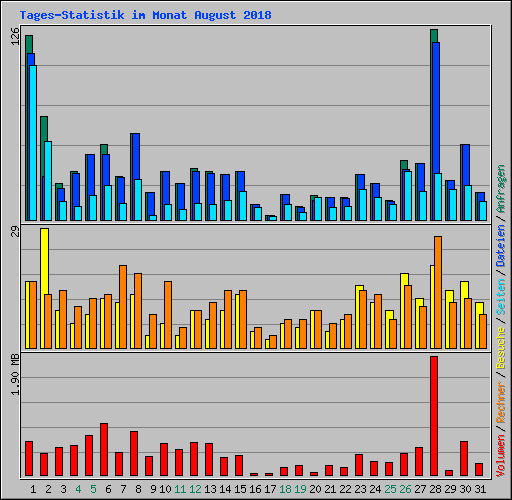 Tages-Statistik im Monat August 2018
126
29
1.90 MB
Volumen / Rechner / Besuche / Seiten / Dateien / Anfragen
1 2 3 4 5 6 7 8 9 10 11 12 13 14 15 16 17 18 19 20 21 22 23 24 25 26 27 28 29 30 31